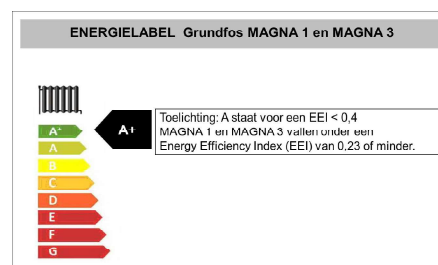 ENERGIELABEL Grundfos MAGNA 1 en MAGNA 3
A+
Toelichting: A staat voor een EEI < 0,4
MAGNA 1 en MAGNA 3 vallen onder een
Energy Efficiency Index (EEI) van 0,23 of minder.
A+
A
B
C
D
E
F
G